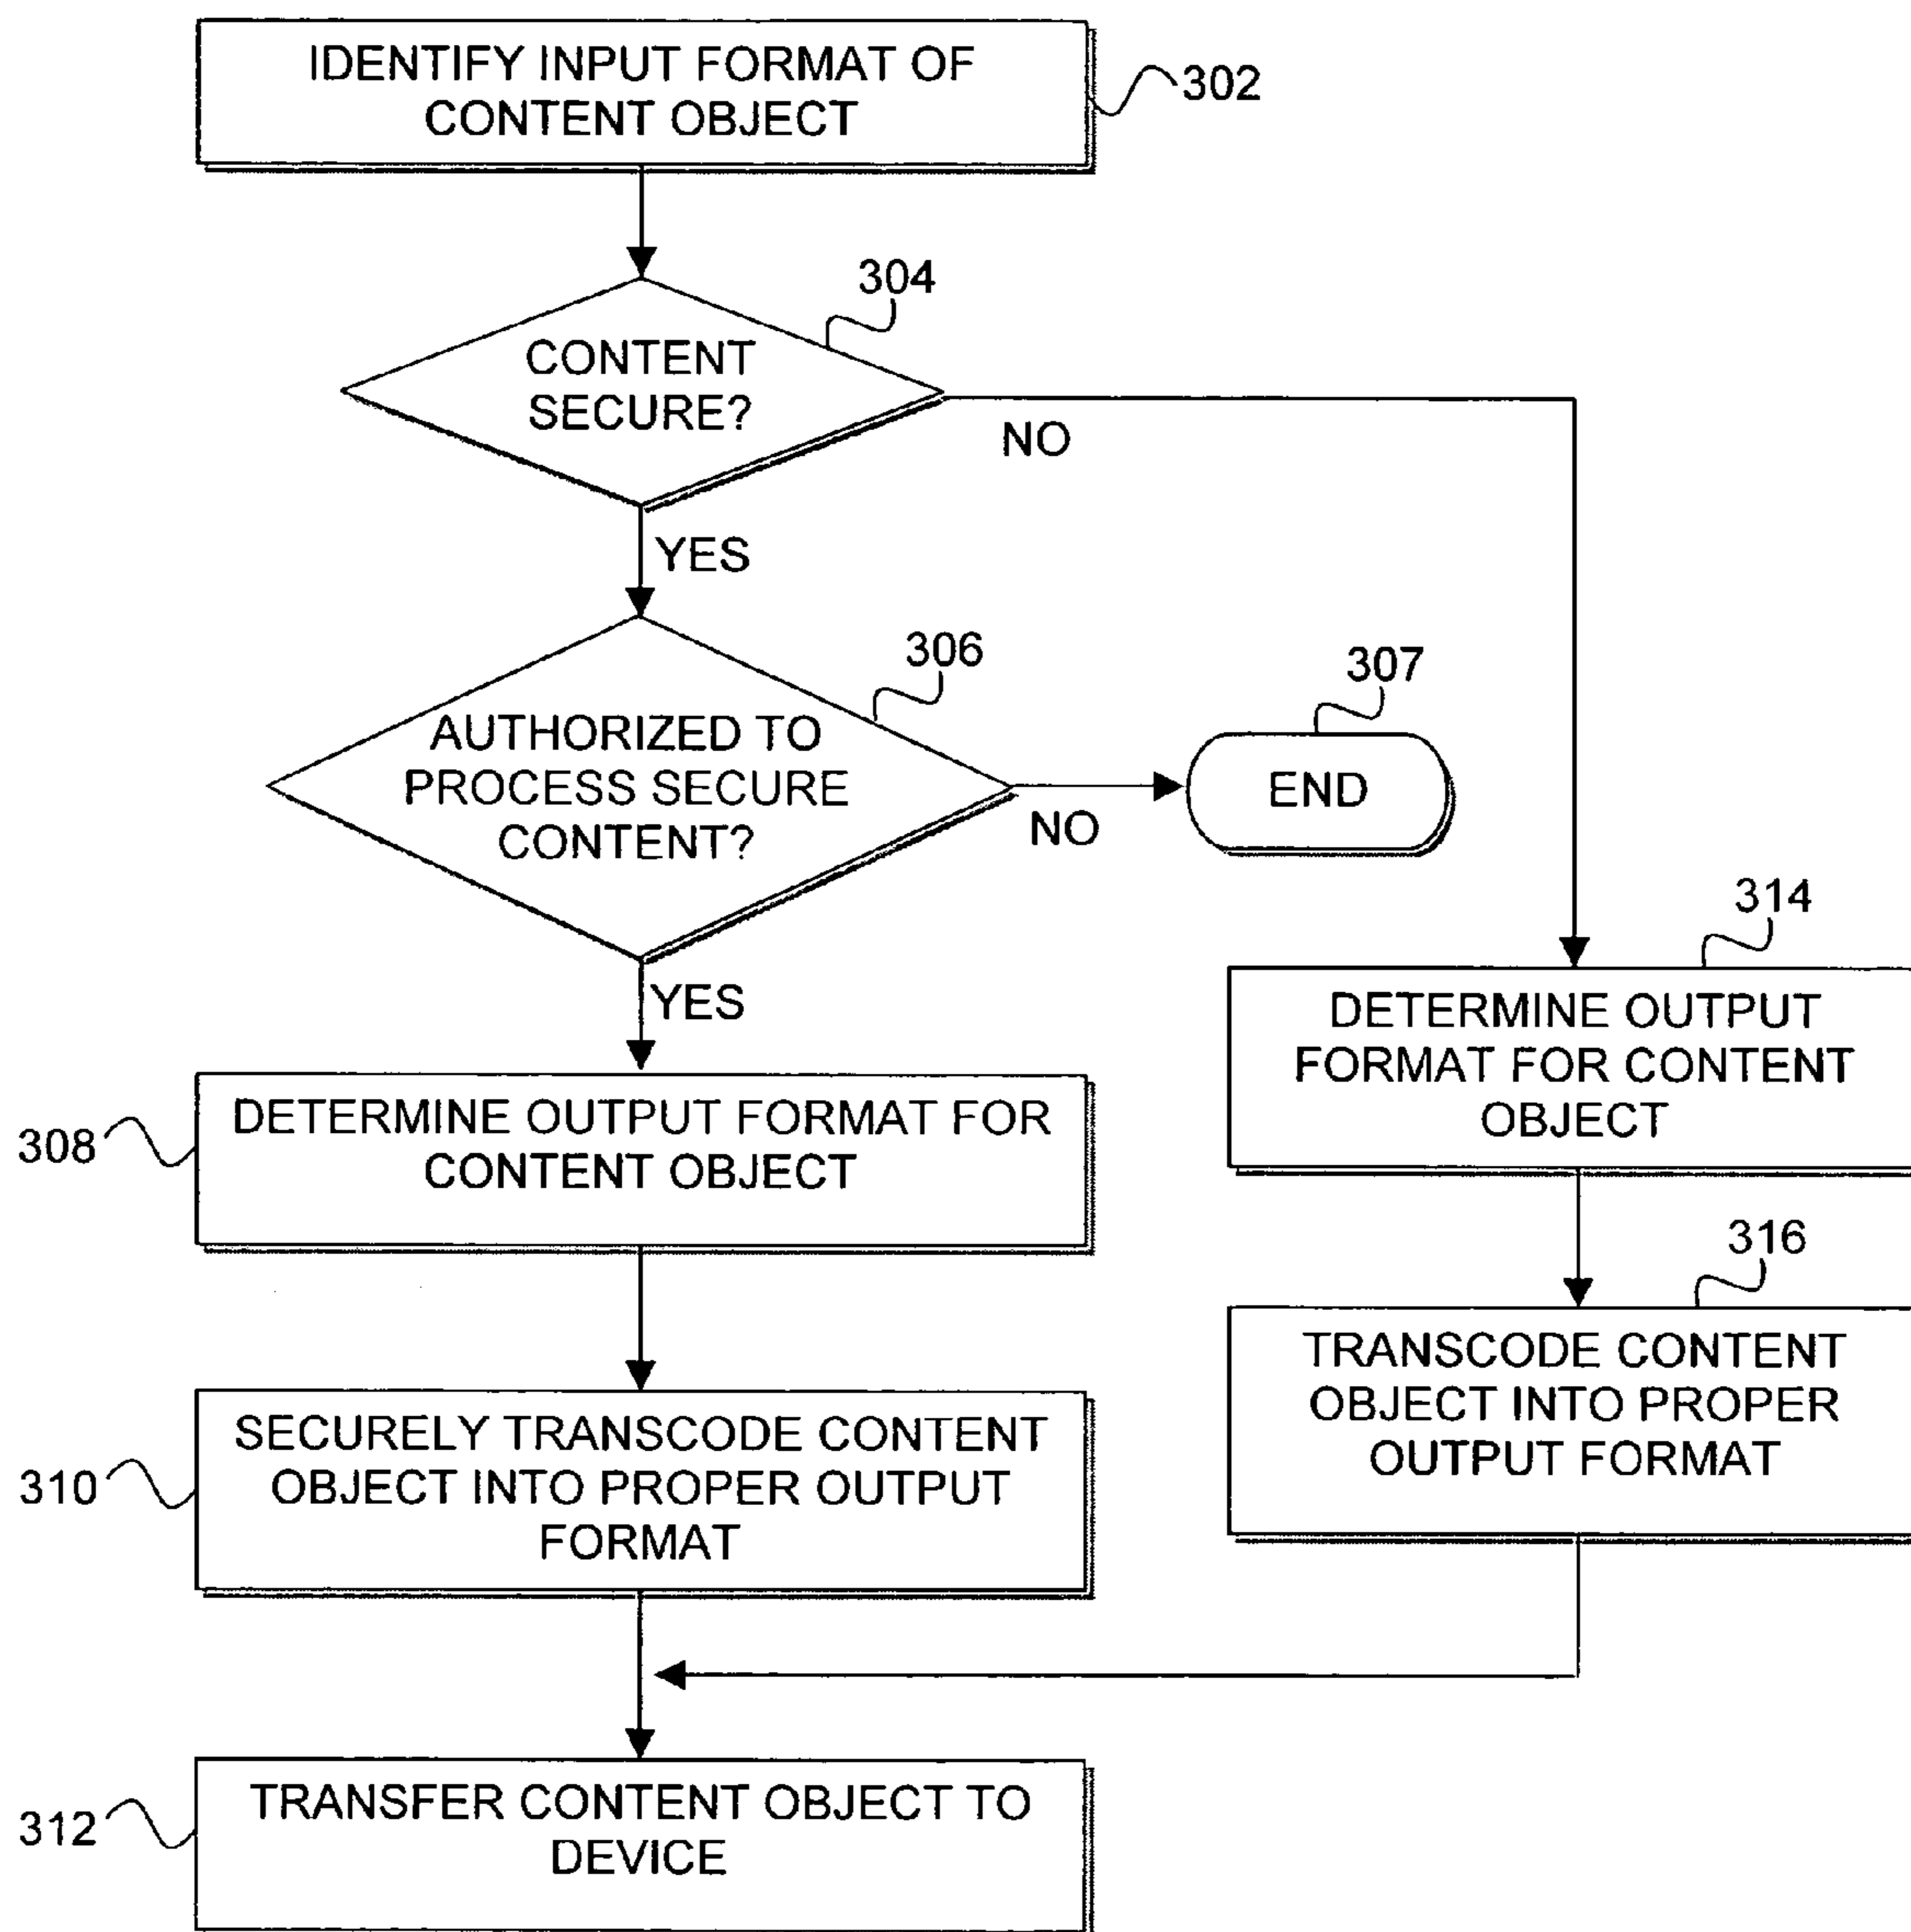 IDENTIFY INPUT FORMAT OF
CONTENT OBJECT
302
304
CONTENT
SECURE?
NO
YES
306
307
AUTHORIZED TO
PROCESS SECURE
CONTENT?
END
NO
314
YES
DETERMINE OUTPUT
FORMAT FOR CONTENT
OBJECT
308
DETERMINE OUTPUT FORMAT FOR
CONTENT OBJECT
316
TRANSCODE CONTENT
OBJECT INTO PROPER
OUTPUT FORMAT
310
SECURELY TRANSCODE CONTENT
OBJECT INTO PROPER OUTPUT
FORMAT
312
TRANSFER CONTENT OBJECT TO
DEVICE